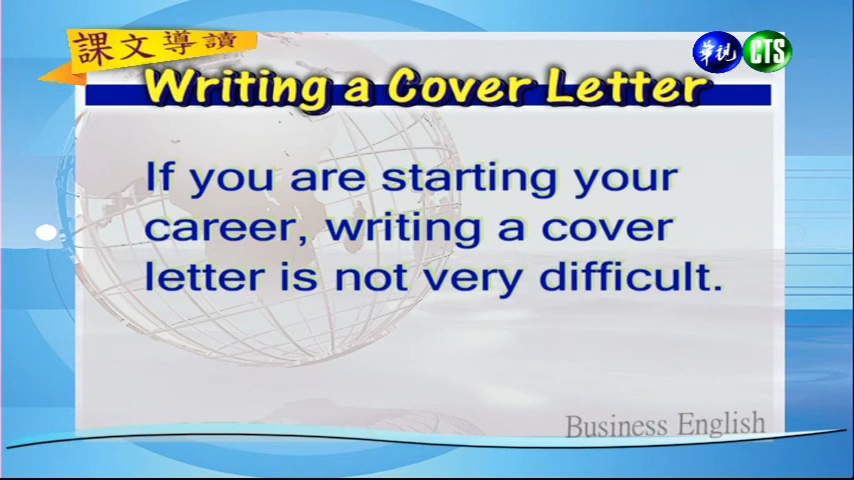 課文導讀
華視 CTS
Writing a Cover Letter
If you are starting your
career, writing a cover
letter is not very difficult.
Business English